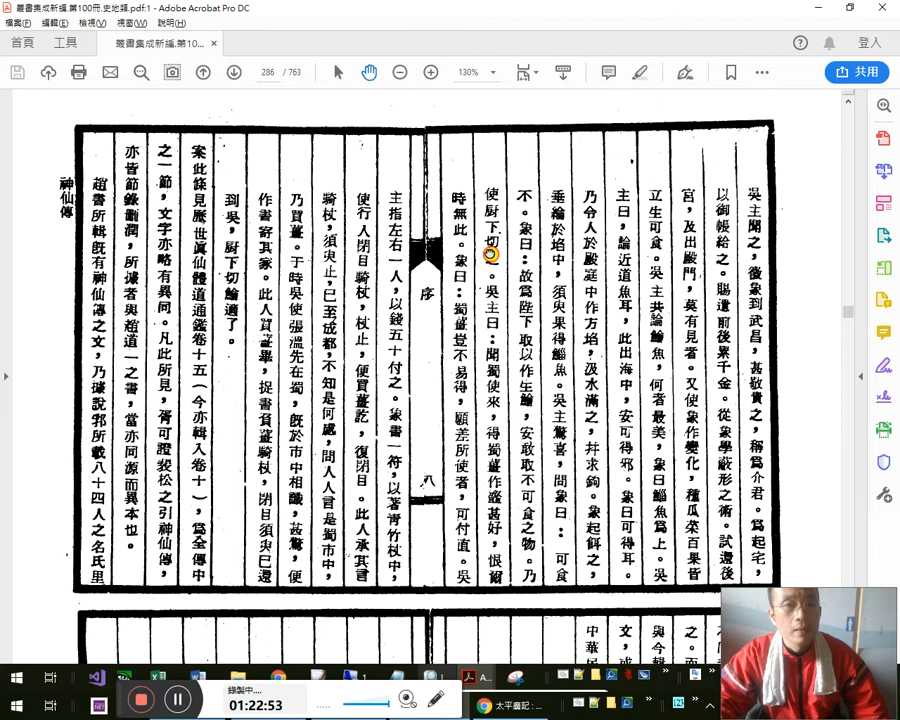 叢書集成新編.第100冊.史地類.pdf:1 - Adobe Acrobat Pro DC
檔案(F) 編輯(E) 檢視(V) 視窗(W) 說明(H)
首頁 工具 叢書集成新編.第10... × 登入
286 / 763 130% 共用
吳主聞之，徵象到武昌，甚敬貴之，稱為介君。為起宅，
以御帳給之。賜遺前後累千金。從象學蔽形之術。試還後
宮，及出殿門，莫有見者。又使象作變化，種瓜菜百果皆
立生可食。吳主共論鱠魚，何者最美，象曰鯔魚為上。吳
主曰，論近道魚耳，此出海中，安可得邪。象曰可得耳。
乃令人於殿庭中作方埳，汲水滿之，幷求鉤。象起餌之，
垂綸於埳中，須臾果得鯔魚。吳主驚喜，問象曰：可食
不。象曰：故為陛下取以作生鱠，安敢取不可食之物。乃
使厨下切之。吳主曰：聞蜀使來，得蜀薑作虀甚好，恨爾
時無此。象曰：蜀薑豈不易得，願差所使者，可付直。吳
序
八
主指左右一人，以錢五十付之。象書一符，以著青竹杖中，
使行人閉目騎杖，杖止，便買薑訖，復閉目。此人承其言
騎杖，須臾止，已至成都，不知是何處，問人人言是蜀市中，
乃買薑。于時吳使張溫先在蜀，既於市中相識，甚驚，便
作書寄其家。此人買薑畢，捉書負薑騎杖，閉目須臾已還
到吳，厨下切鱠適了。
案此條見歷世真仙體道通鑑卷十五（今亦輯入卷十），為全傳中
之一節，文字亦略有異同。凡此所見，胥可證裴松之引神仙傳，
亦皆節錄刪潤，所據者與趙道一之書，當亦同源而異本也。
趙書所輯既有神仙傳之文，乃據說郛所載八十四人之名氏里
神仙傳
之。而
與今輯
文，或
中華民
錄製中....
01:22:53
A...
太平廣記：...